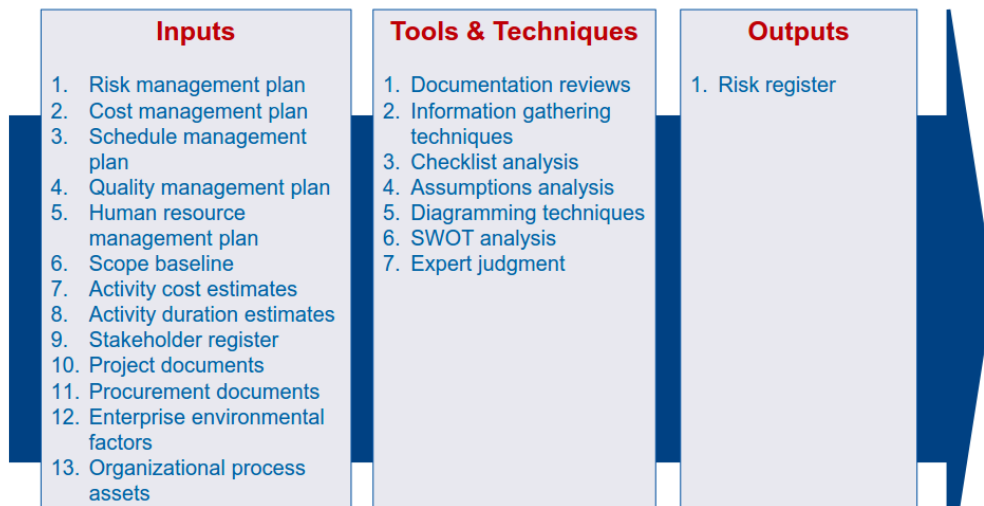 Inputs
1. Risk management plan
2. Cost management plan
3. Schedule management
plan
4. Quality management plan
5. Human resource
management plan
6. Scope baseline
7. Activity cost estimates
8. Activity duration estimates
9. Stakeholder register
10. Project documents
11. Procurement documents
12. Enterprise environmental
factors
13. Organizational process
assets
Tools & Techniques
1. Documentation reviews
2. Information gathering
techniques
3. Checklist analysis
4. Assumptions analysis
5. Diagramming techniques
6. SWOT analysis
7. Expert judgment
Outputs
1. Risk register